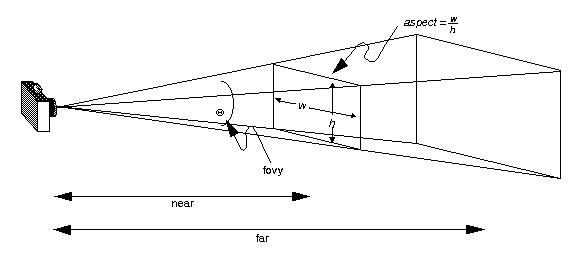 aspect = w/h
w
h
Θ
fovy
near
far